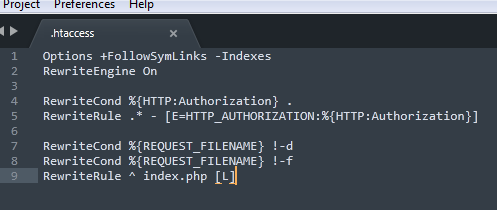 Project Preferences Help
.htaccess ×
1 Options +FollowSymLinks -Indexes
2 RewriteEngine On
3
4 RewriteCond %{HTTP:Authorization} .
5 RewriteRule .* - [E=HTTP_AUTHORIZATION:%{HTTP:Authorization}]
6
7 RewriteCond %{REQUEST_FILENAME} !-d
8 RewriteCond %{REQUEST_FILENAME} !-f
9 RewriteRule ^ index.php [L]